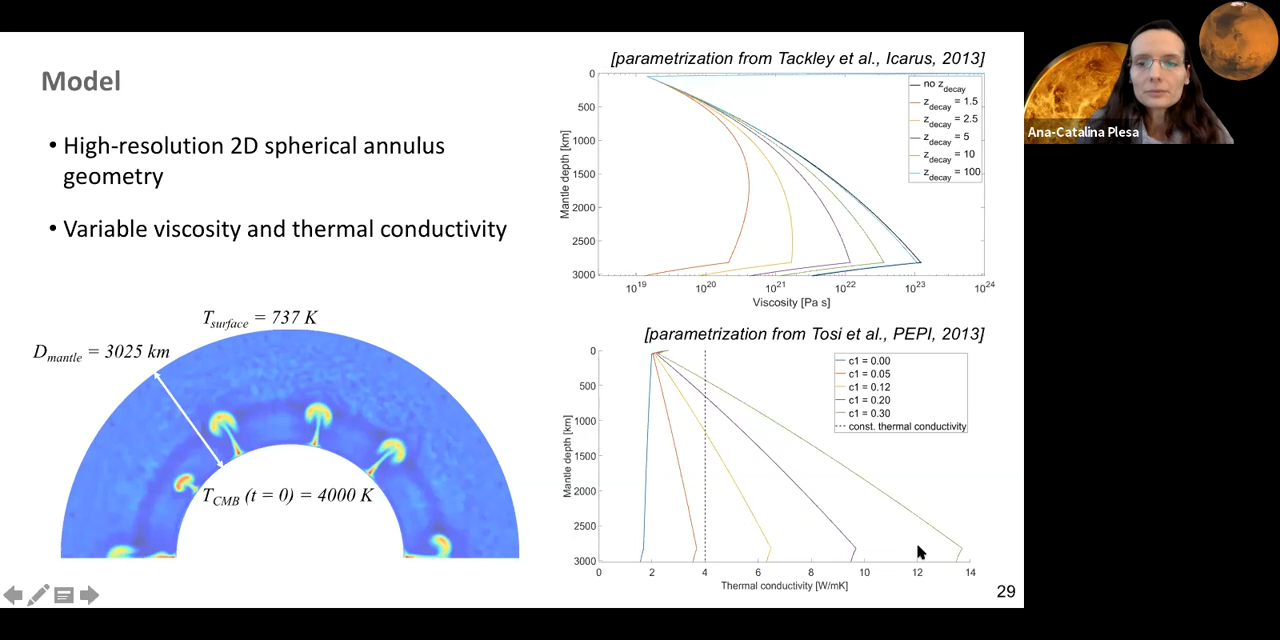 Model
• High-resolution 2D spherical annulus
geometry
• Variable viscosity and thermal conductivity
T_surface = 737 K
D_mantle = 3025 km
T_CMB (t = 0) = 4000 K
[parametrization from Tackley et al., Icarus, 2013]
0
500
1000
1500
2000
2500
3000
Mantle depth [km]
no z_decay
z_decay = 1.5
z_decay = 2.5
z_decay = 5
z_decay = 10
z_decay = 100
10^19 10^20 10^21 10^22 10^23 10^24
Viscosity [Pa s]
[parametrization from Tosi et al., PEPI, 2013]
0
500
1000
1500
2000
2500
3000
Mantle depth [km]
c1 = 0.00
c1 = 0.05
c1 = 0.12
c1 = 0.20
c1 = 0.30
const. thermal conductivity
0 2 4 6 8 10 12 14
Thermal conductivity [W/mK]
29
Ana-Catalina Plesa